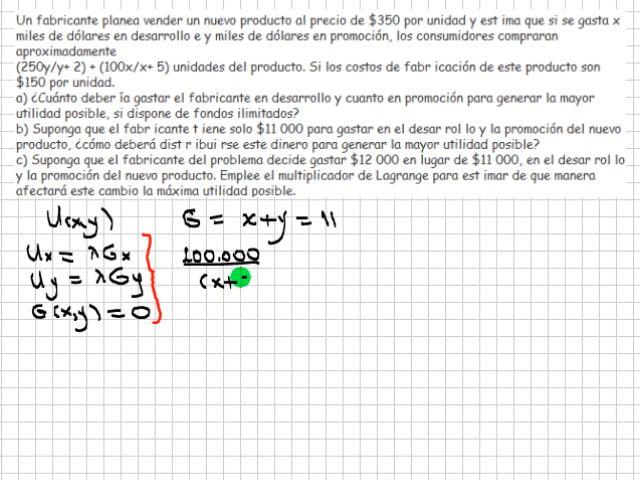 Un fabricante planea vender un nuevo producto al precio de $350 por unidad y est ima que si se gasta x
miles de dólares en desarrollo e y miles de dólares en promoción, los consumidores compraran
aproximadamente
(250y/y+ 2) + (100x/x+ 5) unidades del producto. Si los costos de fabr icación de este producto son
$150 por unidad.
a) ¿Cuánto deber ía gastar el fabricante en desarrollo y cuanto en promoción para generar la mayor
utilidad posible, si dispone de fondos ilimitados?
b) Suponga que el fabr icante t iene solo $11 000 para gastar en el desar rol lo y la promoción del nuevo
producto, ¿cómo deberá dist r ibui rse este dinero para generar la mayor utilidad posible?
c) Suponga que el fabricante del problema decide gastar $12 000 en lugar de $11 000, en el desar rol lo
y la promoción del nuevo producto. Emplee el multiplicador de Lagrange para est imar de que manera
afectará este cambio la máxima utilidad posible.
U(x,y) G = x+y = 11
Ux = λGx 100.000
Uy = λGy (x+
G(x,y) = 0